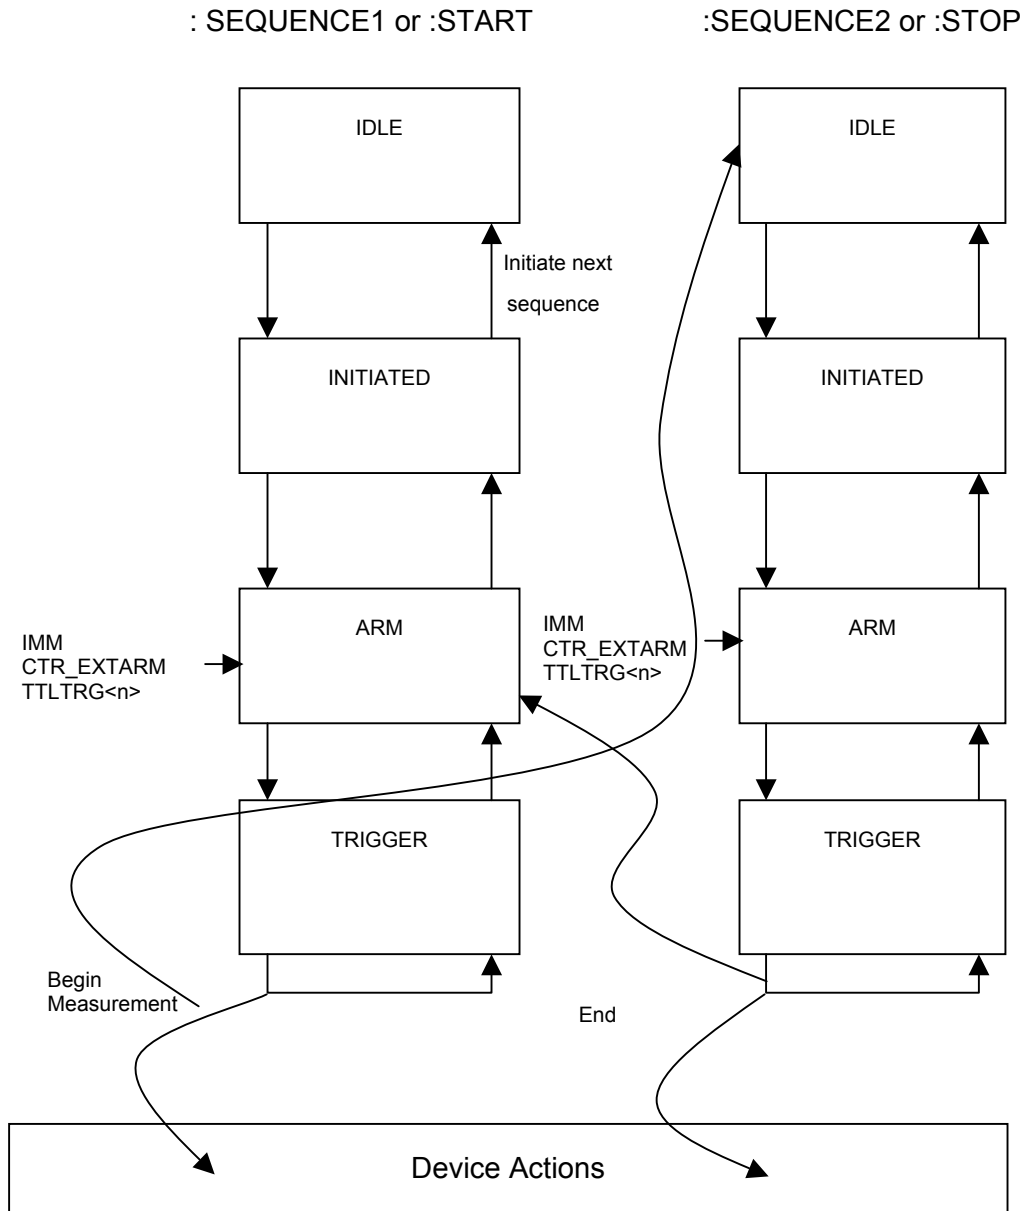 : SEQUENCE1 or :START
:SEQUENCE2 or :STOP
IDLE
IDLE
Initiate next
sequence
INITIATED
INITIATED
ARM
IMM
CTR_EXTARM
TTLTRG<n>
ARM
IMM
CTR_EXTARM
TTLTRG<n>
TRIGGER
TRIGGER
Begin
Measurement
End
Device Actions